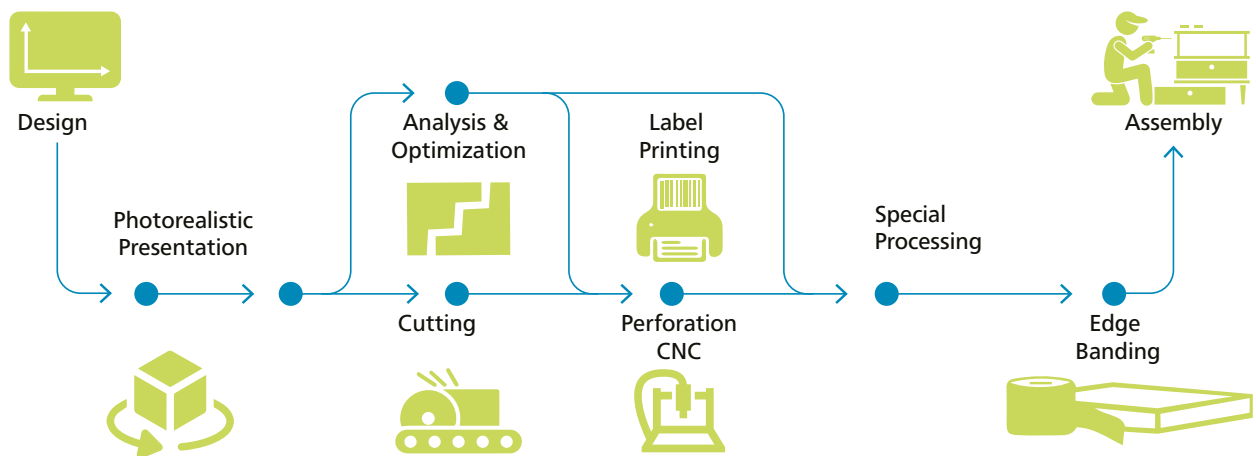 Design
Photorealistic
Presentation
Analysis &
Optimization
Cutting
Label
Printing
Perforation
CNC
Special
Processing
Edge
Banding
Assembly